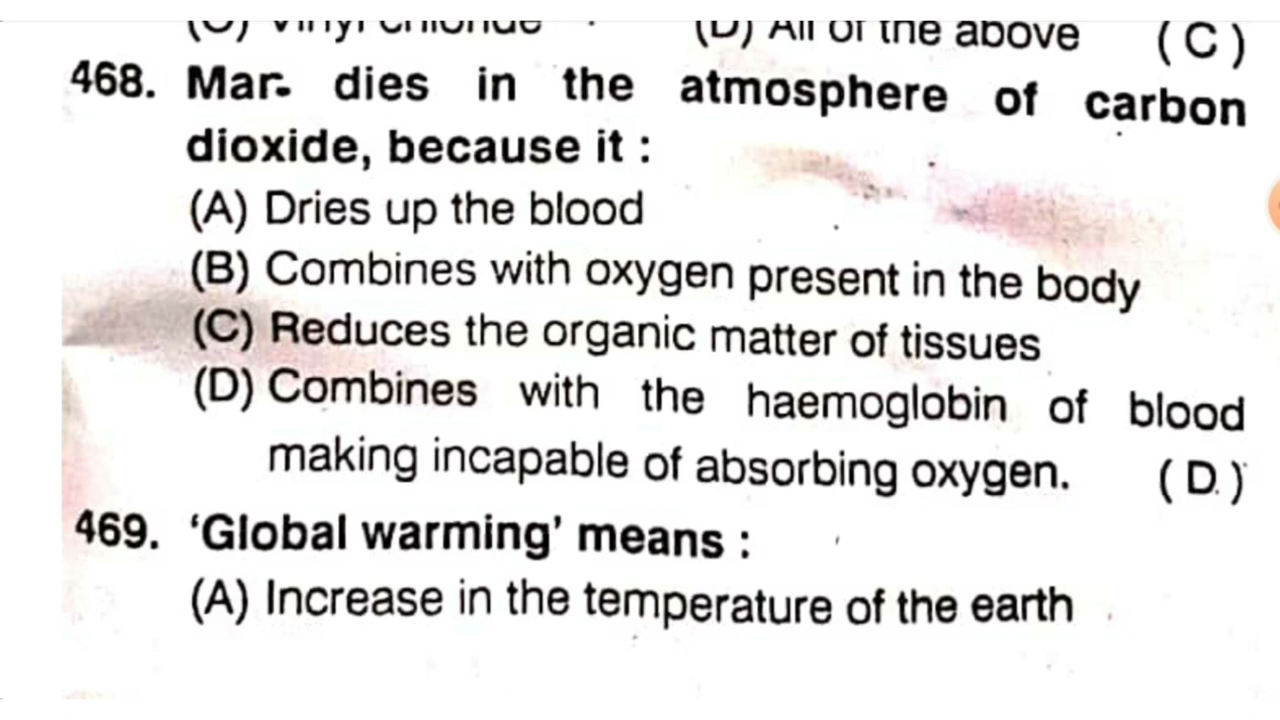 (C) Vinyl chloride (D) All of the above (C)
468. Mar. dies in the atmosphere of carbon
dioxide, because it :
(A) Dries up the blood
(B) Combines with oxygen present in the body
(C) Reduces the organic matter of tissues
(D) Combines with the haemoglobin of blood
making incapable of absorbing oxygen. (D)
469. ‘Global warming’ means :
(A) Increase in the temperature of the earth